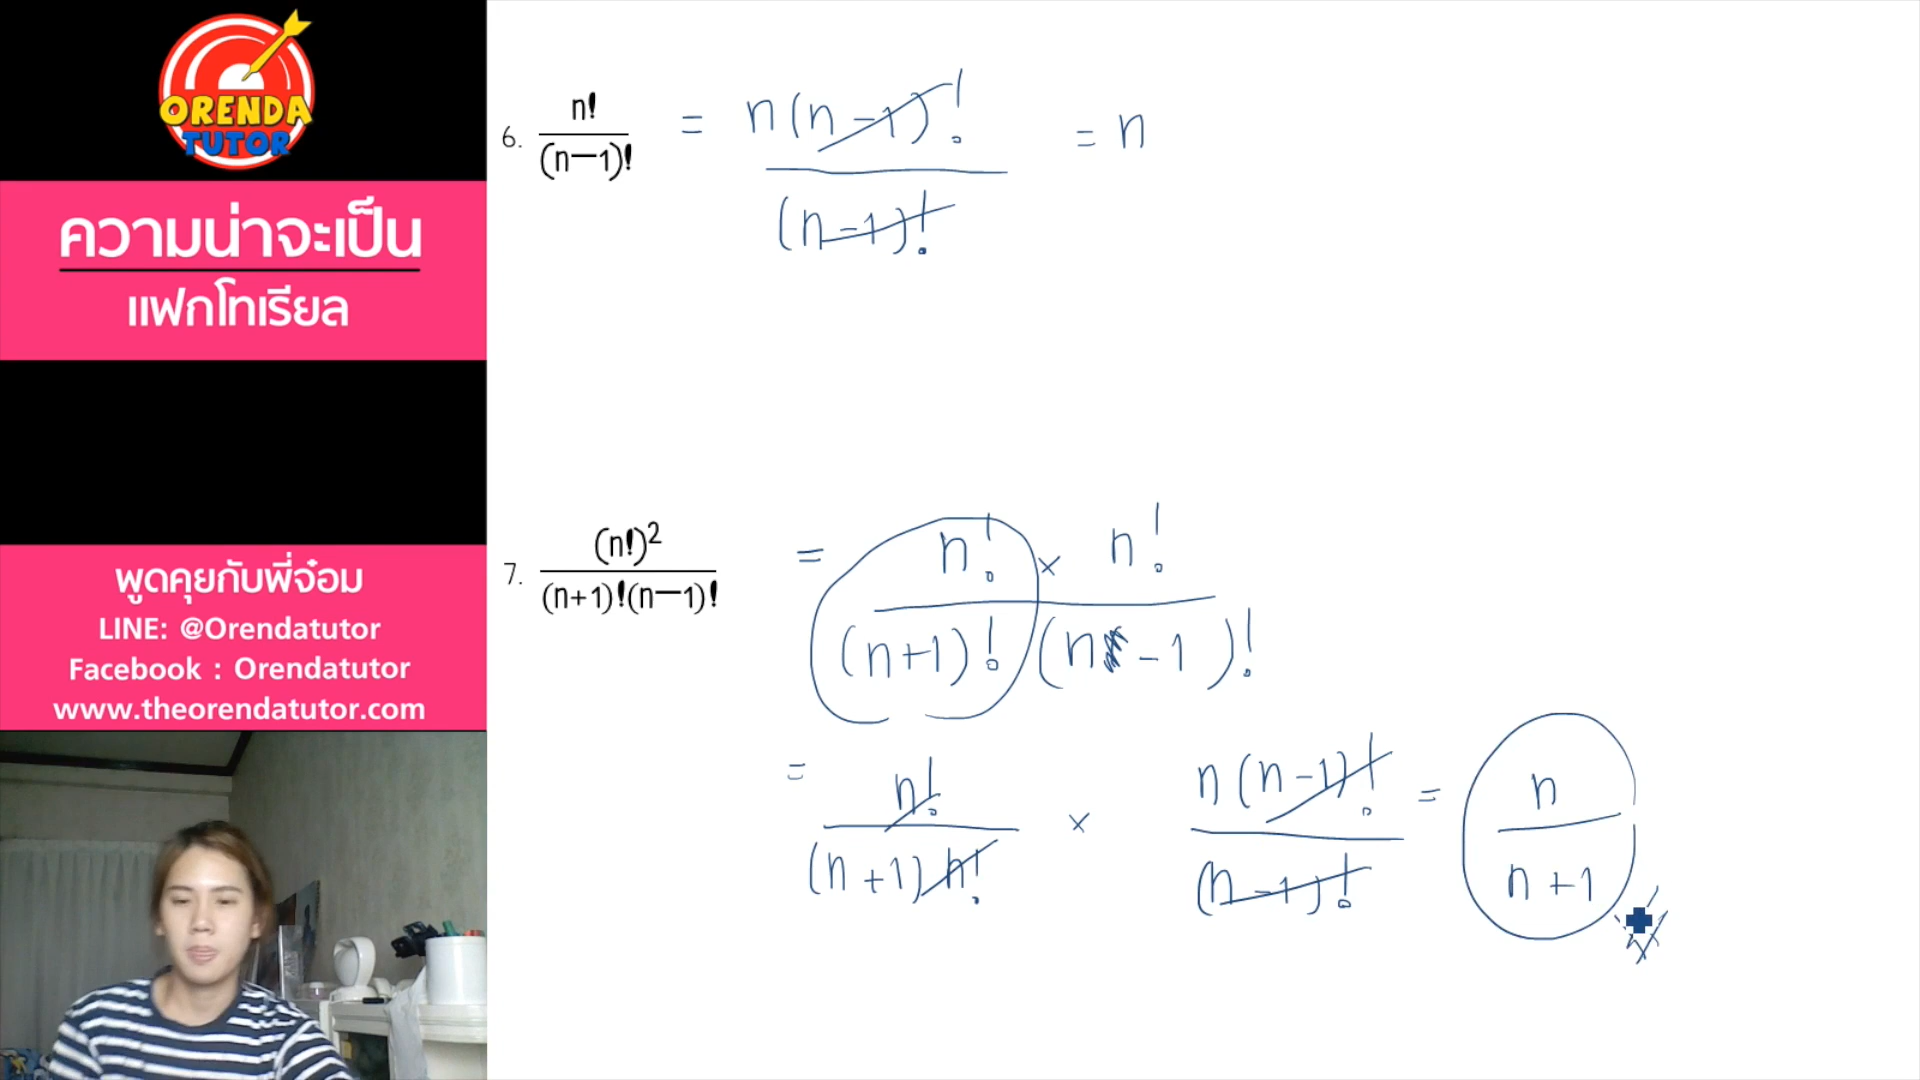 ORENDA
TUTOR
ความน่าจะเป็น
แฟกโทเรียล
พูดคุยกับพี่จ๋อม
LINE: @Orendatutor
Facebook : Orendatutor
www.theorendatutor.com
6. n!/(n-1)! = n(n-1)!/(n-1)! = n
7. (n!)²/(n+1)!(n-1)! = n! × n!/(n+1)! (n-1)!
= n!/(n+1)n! × n(n-1)!/(n-1)! = n/n+1